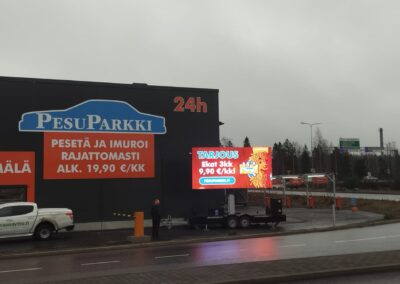 PESUPARKKI
24h
PESETÄ JA IMUROI
RAJATTOMASTI
ALK. 19,90 €/KK
MÄLÄ
TARJOUS
Ekat 3kk
9,90 €/kk!